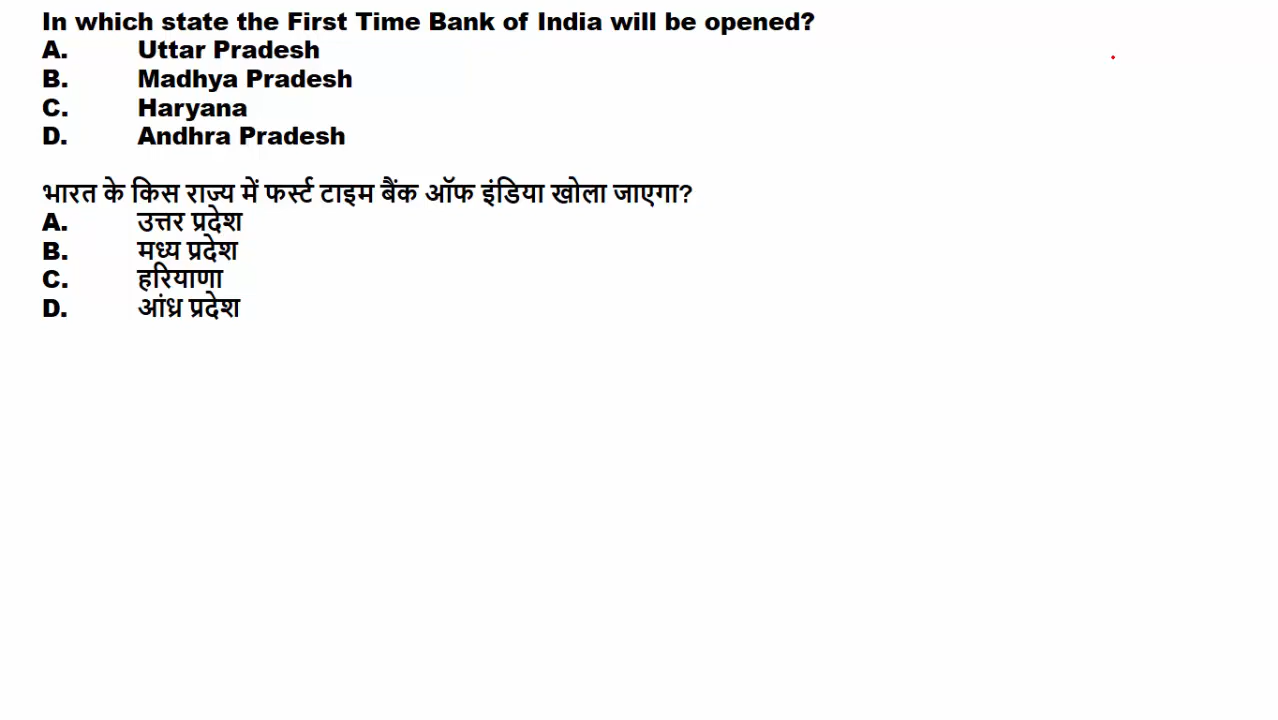 In which state the First Time Bank of India will be opened?
A. Uttar Pradesh
B. Madhya Pradesh
C. Haryana
D. Andhra Pradesh
भारत के किस राज्य में फर्स्ट टाइम बैंक ऑफ इंडिया खोला जाएगा?
A. उत्तर प्रदेश
B. मध्य प्रदेश
C. हरियाणा
D. आंध्र प्रदेश